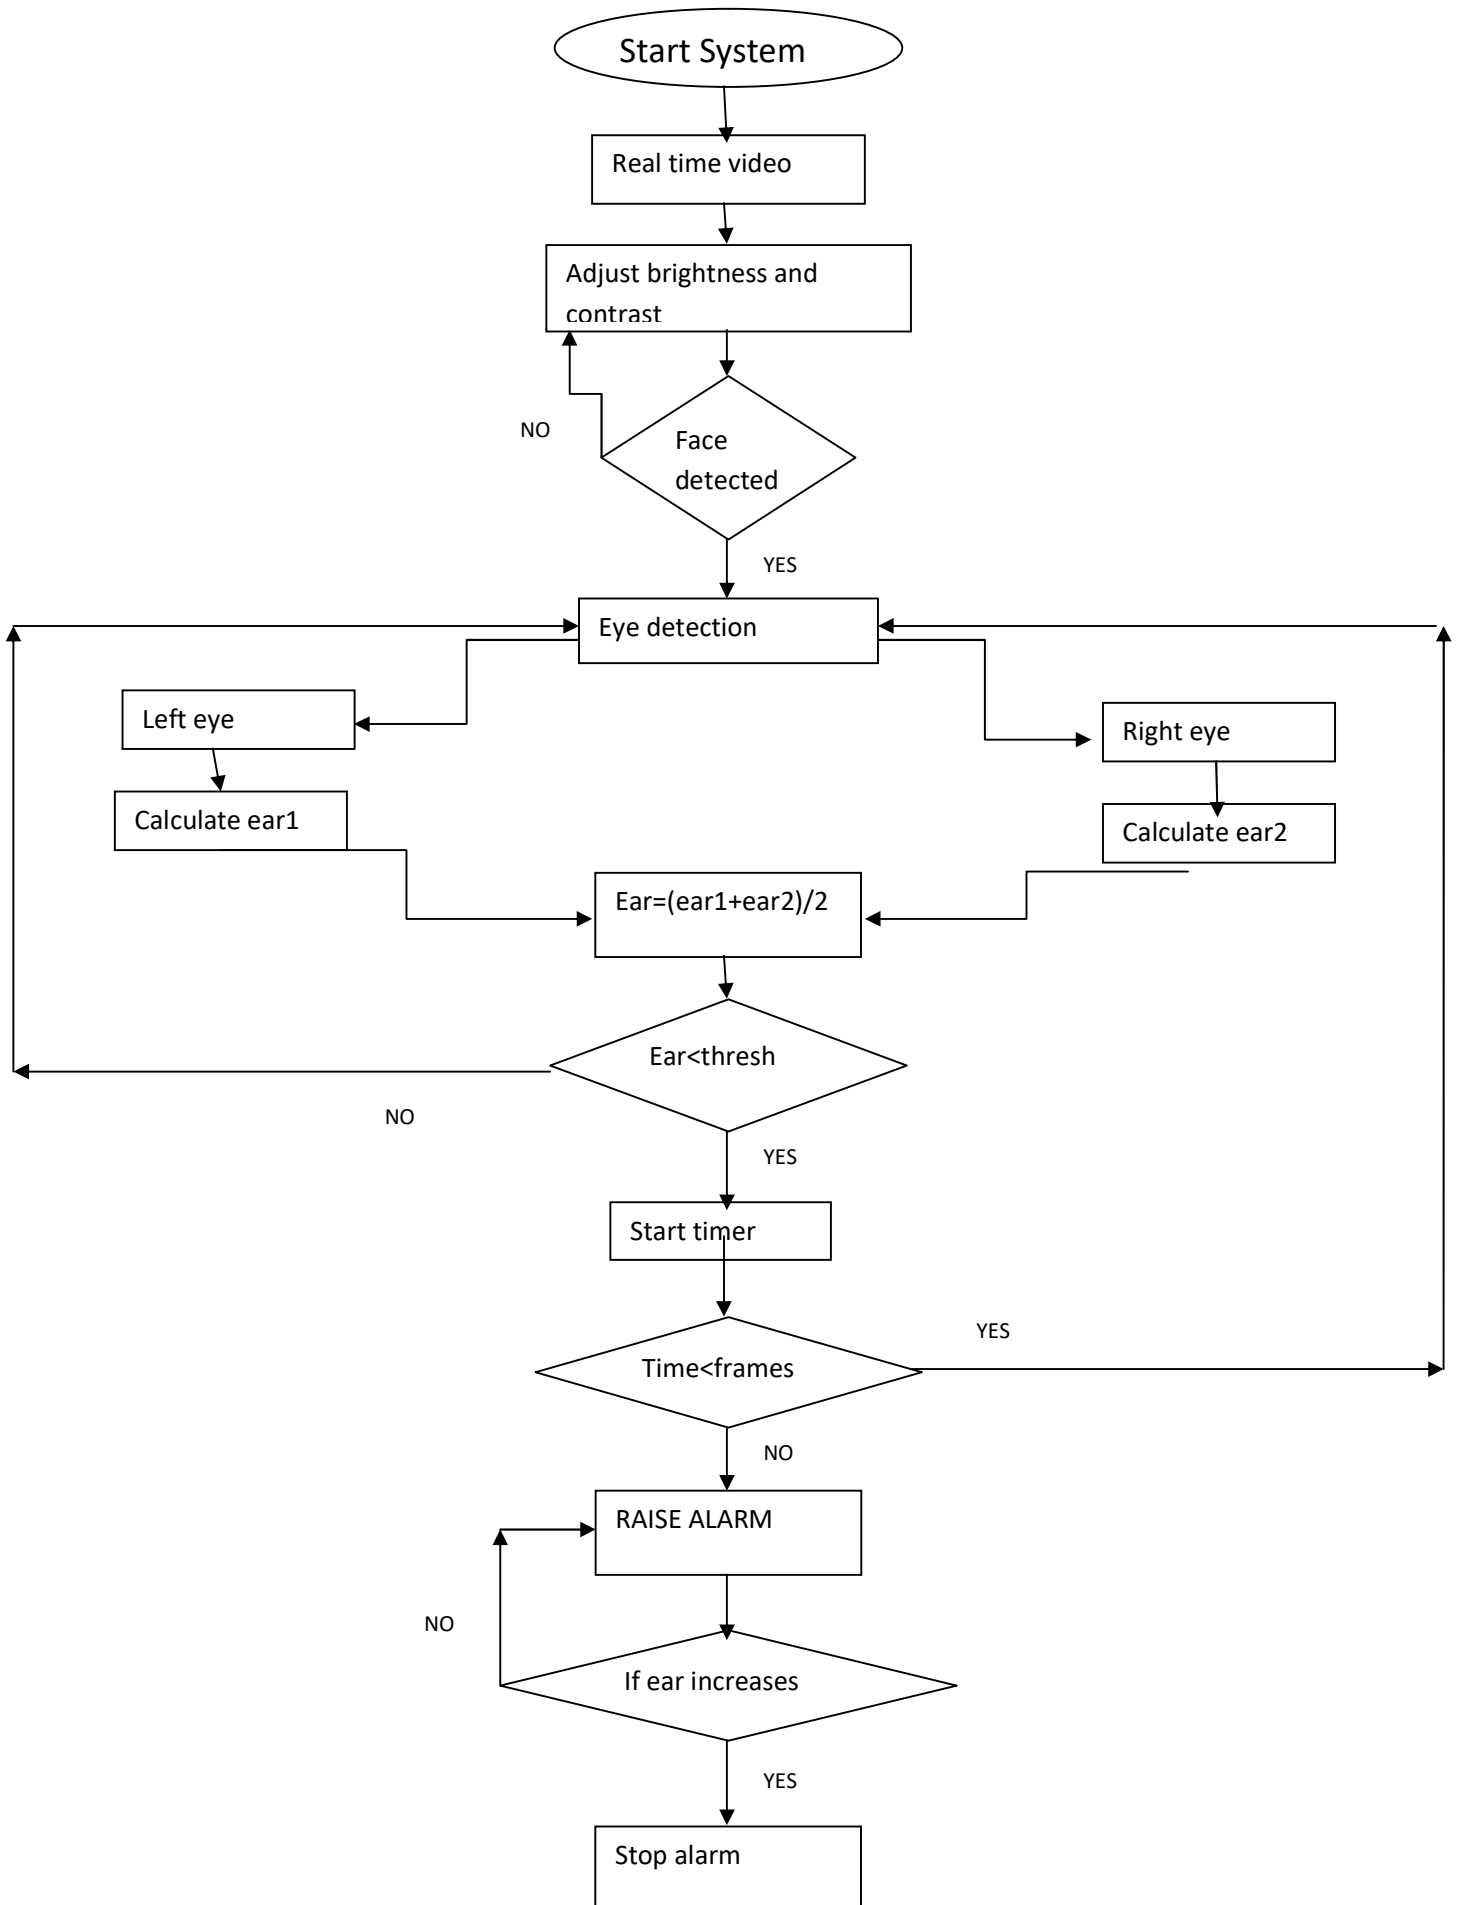 Start System
Real time video
Adjust brightness and
contrast
NO
Face
detected
YES
Eye detection
Left eye
Right eye
Calculate ear1
Calculate ear2
Ear=(ear1+ear2)/2
Ear<thresh
NO
YES
Start timer
YES
Time<frames
NO
RAISE ALARM
NO
If ear increases
YES
Stop alarm